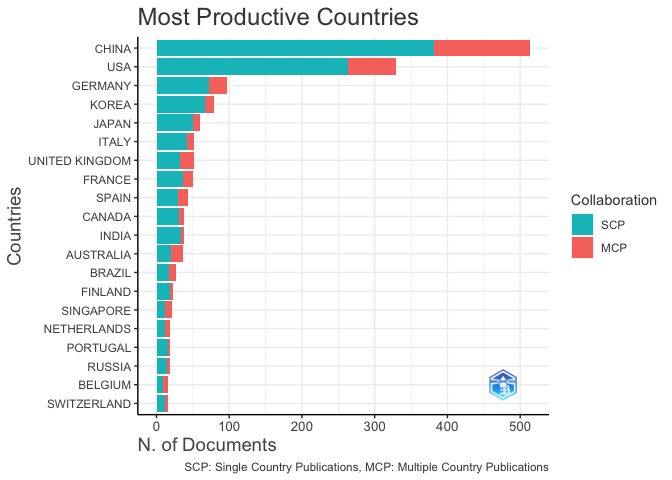 Most Productive Countries
Countries
CHINA
USA
GERMANY
KOREA
JAPAN
ITALY
UNITED KINGDOM
FRANCE
SPAIN
CANADA
INDIA
AUSTRALIA
BRAZIL
FINLAND
SINGAPORE
NETHERLANDS
PORTUGAL
RUSSIA
BELGIUM
SWITZERLAND
0 100 200 300 400 500
N. of Documents
SCP: Single Country Publications, MCP: Multiple Country Publications
Collaboration
SCP
MCP